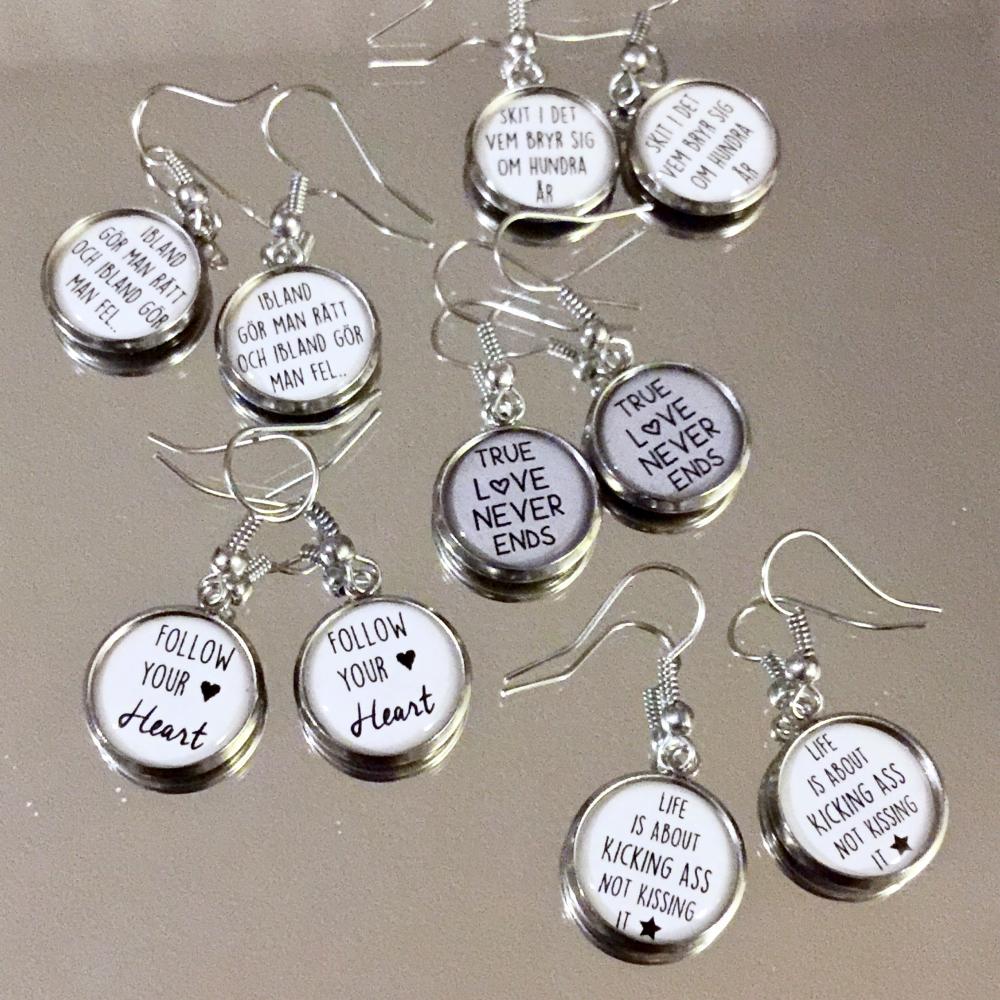 SKIT I DET
VEM BRYR SIG
OM HUNDRA
ÅR
SKIT I DET
VEM BRYR SIG
OM HUNDRA
ÅR
IBLAND
GÖR MAN RÄTT
OCH IBLAND GÖR
MAN FEL..
IBLAND
GÖR MAN RÄTT
OCH IBLAND GÖR
MAN FEL..
TRUE
L♡VE
NEVER
ENDS
TRUE
L♡VE
NEVER
ENDS
FOLLOW
YOUR ♥
Heart
FOLLOW
YOUR ♥
Heart
LIFE
IS ABOUT
KICKING ASS
NOT KISSING
IT ★
LIFE
IS ABOUT
KICKING ASS
NOT KISSING
IT ★